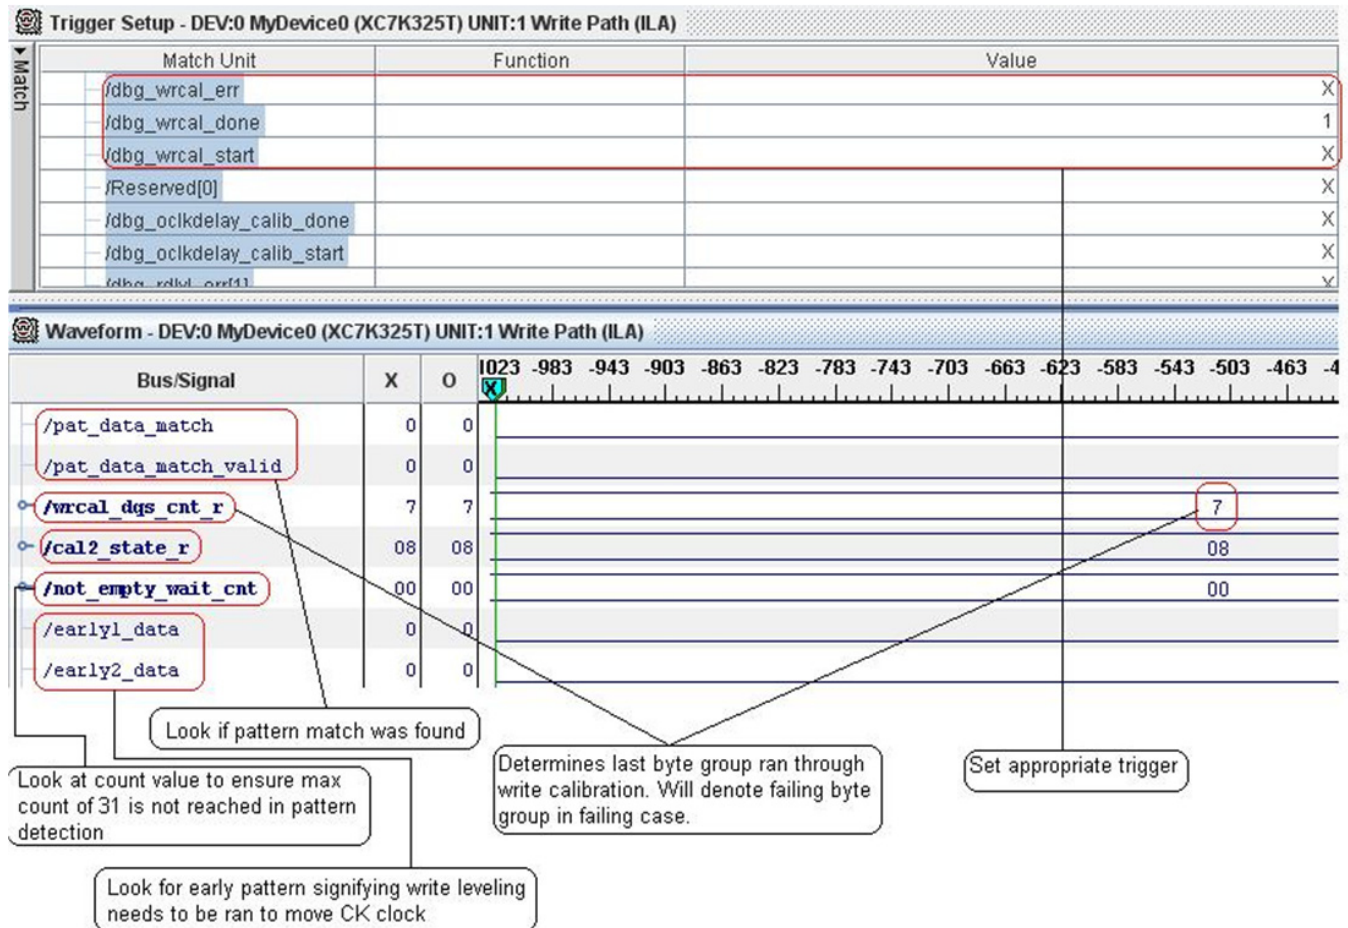 Trigger Setup - DEV:0 MyDevice0 (XC7K325T) UNIT:1 Write Path (ILA)
Match
Match Unit Function Value
/dbg_wrcal_err X
/dbg_wrcal_done 1
/dbg_wrcal_start X
/Reserved[0] X
/dbg_oclkdelay_calib_done X
/dbg_oclkdelay_calib_start X
/dbg_rdlvl_err[1] X
Waveform - DEV:0 MyDevice0 (XC7K325T) UNIT:1 Write Path (ILA)
Bus/Signal X O 1023 -983 -943 -903 -863 -823 -783 -743 -703 -663 -623 -583 -543 -503 -463 -4
X
/pat_data_match 0 0
/pat_data_match_valid 0 0
/wrcal_dqs_cnt_r 7 7 7
/cal2_state_r 08 08 08
/not_empty_wait_cnt 00 00 00
/early1_data 0 0
/early2_data 0 0
Look if pattern match was found
Determines last byte group ran through
write calibration. Will denote failing byte
group in failing case.
Set appropriate trigger
Look at count value to ensure max
count of 31 is not reached in pattern
detection
Look for early pattern signifying write leveling
needs to be ran to move CK clock